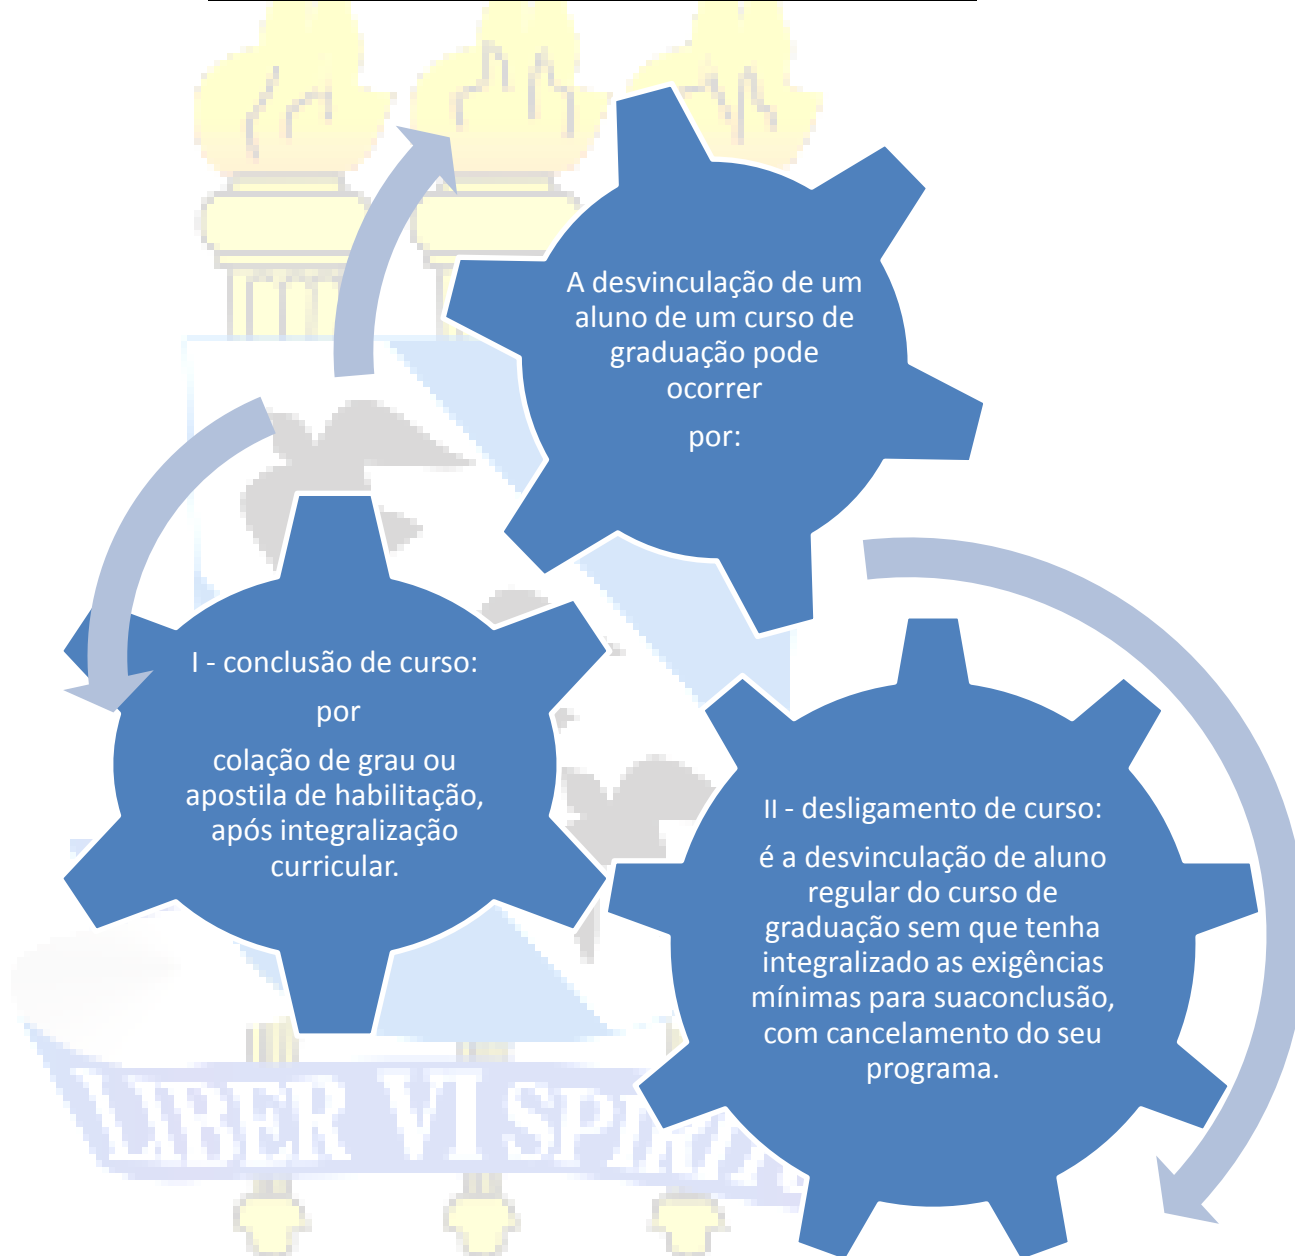 A desvinculação de um
aluno de um curso de
graduação pode
ocorrer
por:
I - conclusão de curso:
por
colação de grau ou
apostila de habilitação,
após integralização
curricular.
II - desligamento de curso:
é a desvinculação de aluno
regular do curso de
graduação sem que tenha
integralizado as exigências
mínimas para suaconclusão,
com cancelamento do seu
programa.
LIBER VI